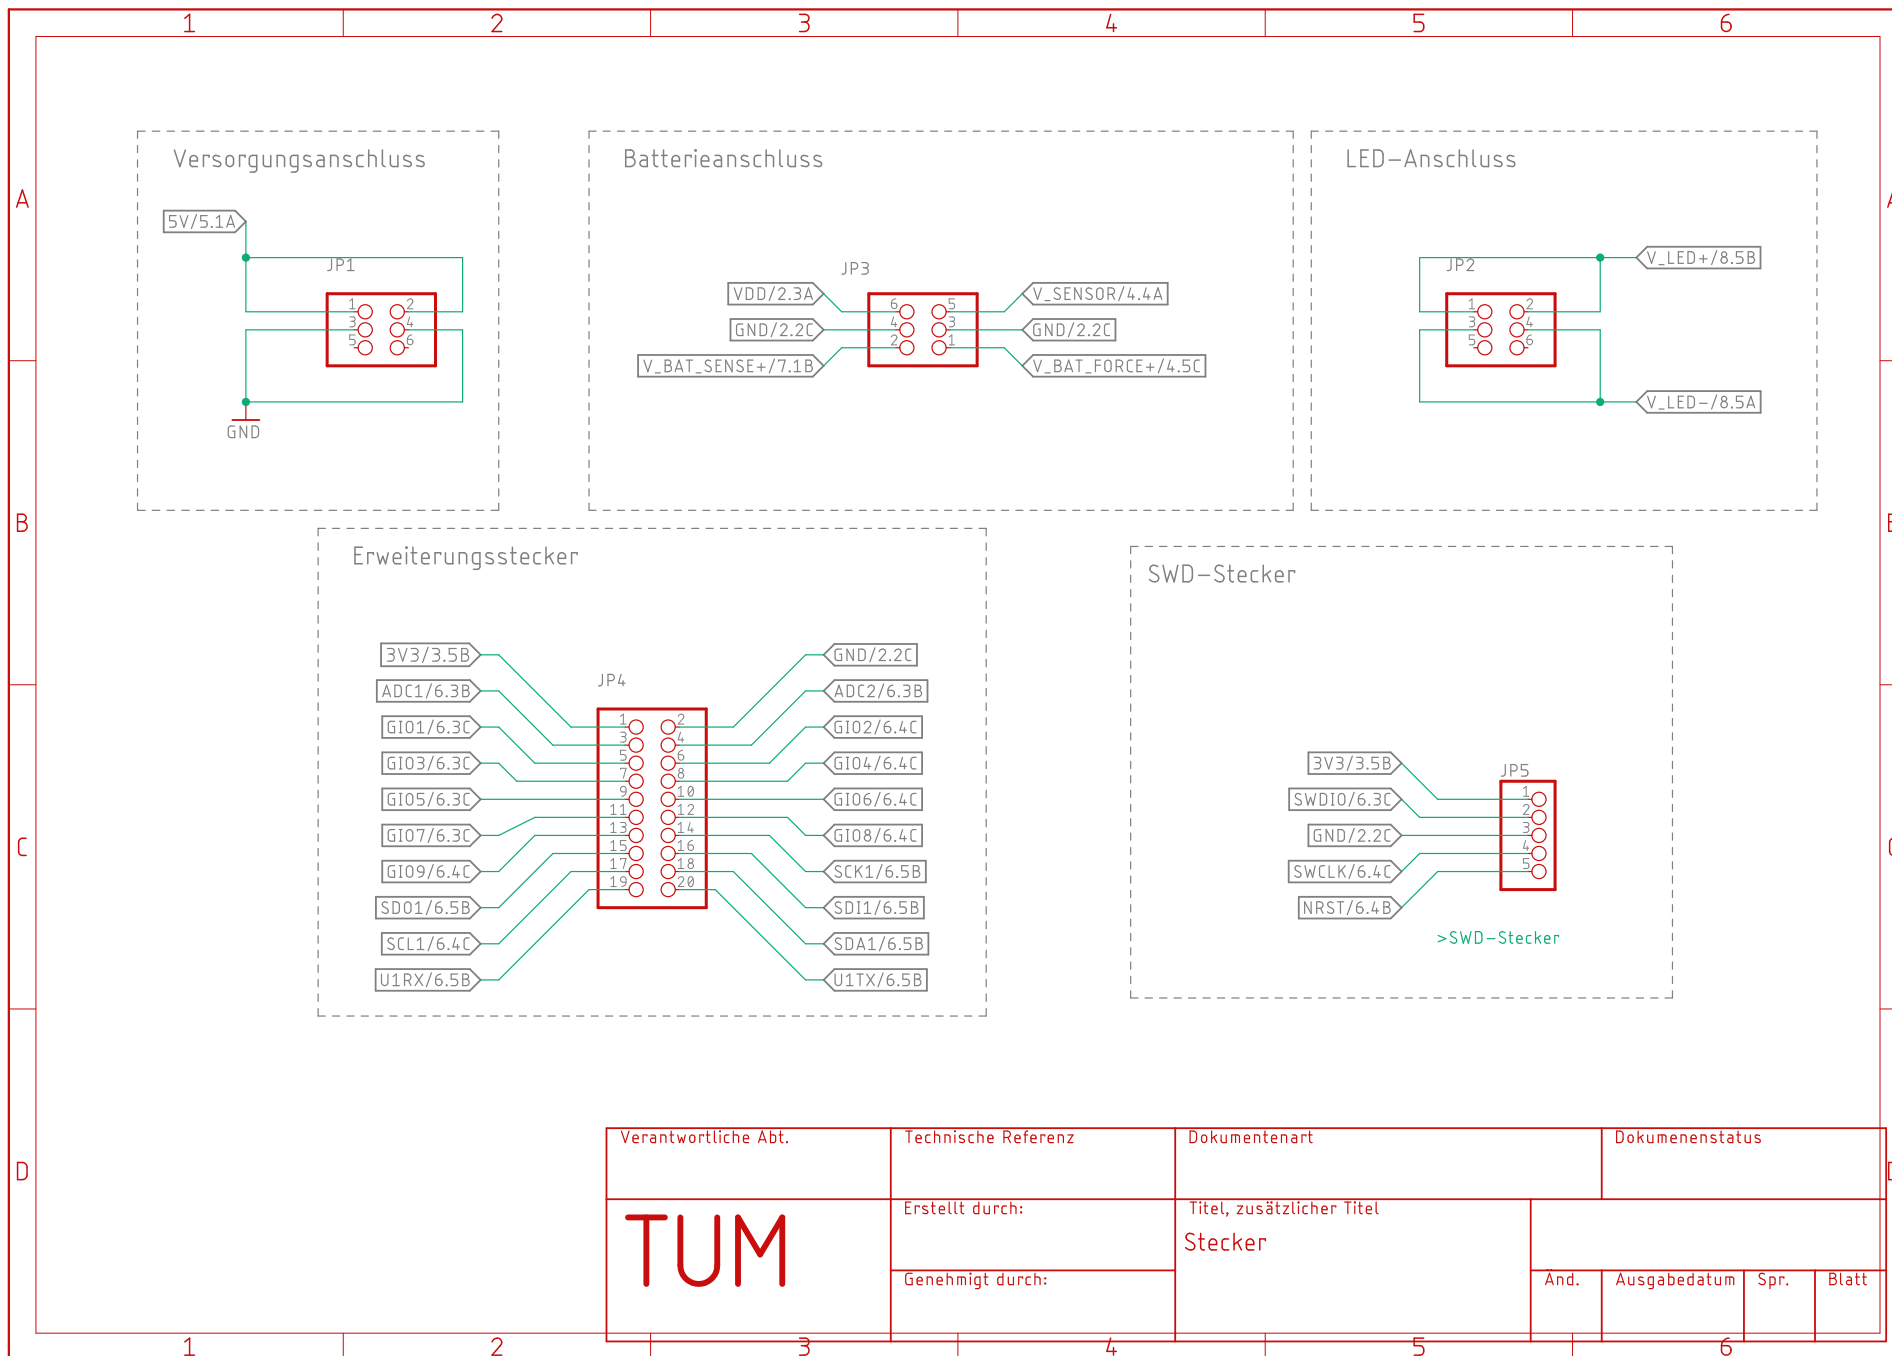 1 2 3 4 5 6
A
Versorgungsanschluss
5V/5.1A
JP1
1 2
3 4
5 6
GND
Batterieanschluss
JP3
VDD/2.3A 6 5 V_SENSOR/4.4A
GND/2.2C 4 3 GND/2.2C
V_BAT_SENSE+/7.1B 2 1 V_BAT_FORCE+/4.5C
LED-Anschluss
V_LED+/8.5B
JP2
1 2
3 4
5 6
V_LED-/8.5A
B
Erweiterungsstecker
JP4
3V3/3.5B 1 2 GND/2.2C
ADC1/6.3B 3 4 ADC2/6.3B
GIO1/6.3C 5 6 GIO2/6.4C
GIO3/6.3C 7 8 GIO4/6.4C
GIO5/6.3C 9 10 GIO6/6.4C
GIO7/6.3C 11 12 GIO8/6.4C
GIO9/6.4C 13 14 SCK1/6.5B
SDO1/6.5B 15 16 SDI1/6.5B
SCL1/6.4C 17 18 SDA1/6.5B
U1RX/6.5B 19 20 U1TX/6.5B
SWD-Stecker
JP5
3V3/3.5B 1
SWDIO/6.3C 2
GND/2.2C 3
SWCLK/6.4C 4
NRST/6.4B 5
>SWD-Stecker
C
D
Verantwortliche Abt. Technische Referenz Dokumentenart Dokumenenstatus
TUM
Erstellt durch:
Titel, zusätzlicher Titel
Stecker
Genehmigt durch:
Änd. Ausgabedatum Spr. Blatt
1 2 3 4 5 6